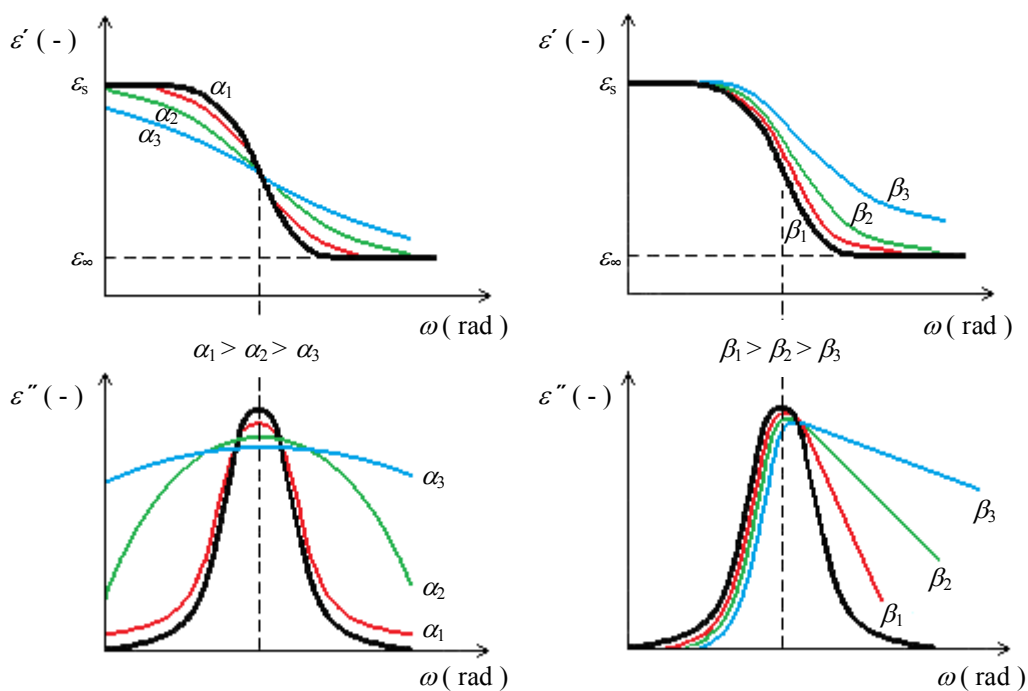 ε′ ( - )
εs
α1
α2
α3
ε∞
ω ( rad )
α1 > α2 > α3
ε′ ( - )
εs
β3
β2
β1
ε∞
ω ( rad )
β1 > β2 > β3
ε″ ( - )
α3
α2
α1
ω ( rad )
ε″ ( - )
β3
β2
β1
ω ( rad )